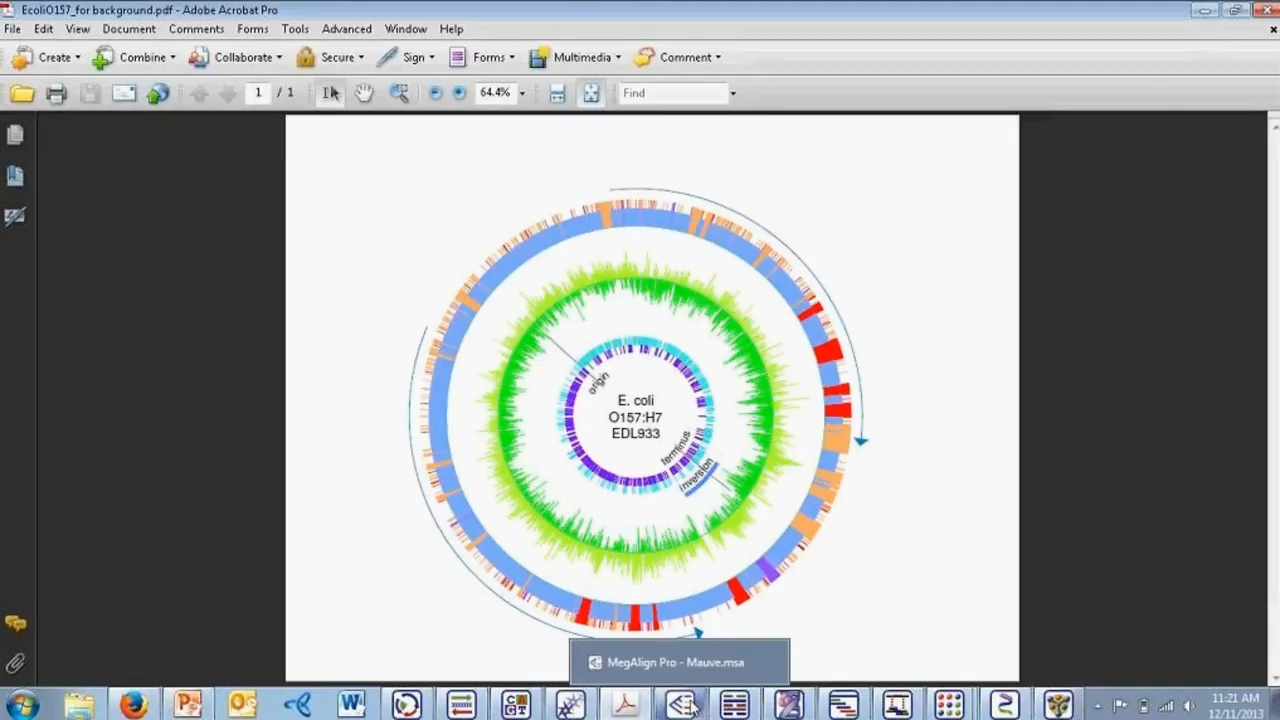 EcoliO157_for background.pdf - Adobe Acrobat Pro
File Edit View Document Comments Forms Tools Advanced Window Help
Create Combine Collaborate Secure Sign Forms Multimedia Comment
1 / 1 64.4% Find
origin
E. coli
O157:H7
EDL933
terminus
inversion
MegAlign Pro - Mauve.msa
11:21 AM
12/11/2013